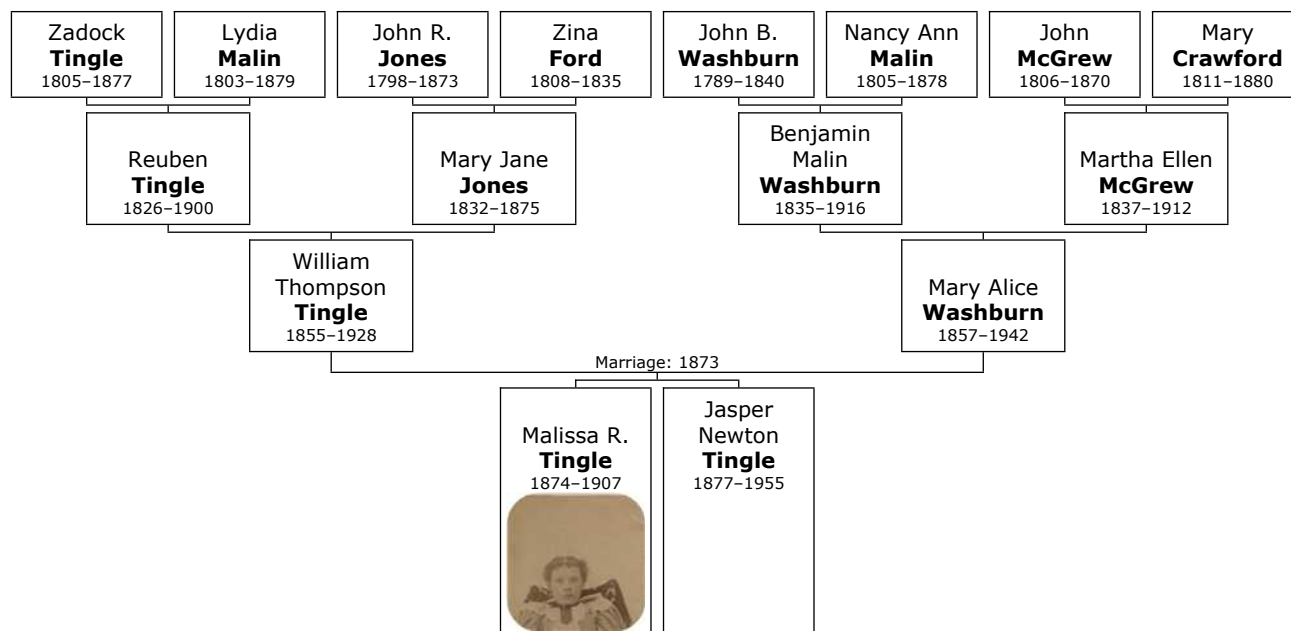 Zadock
Tingle
1805–1877
Lydia
Malin
1803–1879
John R.
Jones
1798–1873
Zina
Ford
1808–1835
John B.
Washburn
1789–1840
Nancy Ann
Malin
1805–1878
John
McGrew
1806–1870
Mary
Crawford
1811–1880
Reuben
Tingle
1826–1900
Mary Jane
Jones
1832–1875
Benjamin
Malin
Washburn
1835–1916
Martha Ellen
McGrew
1837–1912
William
Thompson
Tingle
1855–1928
Mary Alice
Washburn
1857–1942
Marriage: 1873
Malissa R.
Tingle
1874–1907
Jasper
Newton
Tingle
1877–1955